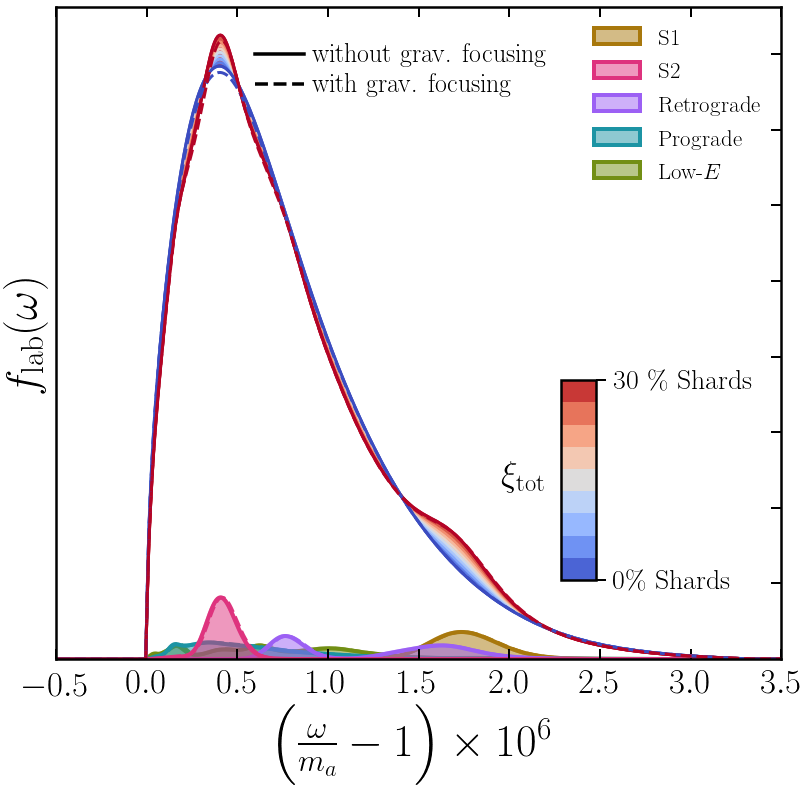 without grav. focusing
with grav. focusing
S1
S2
Retrograde
Prograde
Low-E
f_lab(ω)
30 % Shards
ξ_tot
0% Shards
−0.5 0.0 0.5 1.0 1.5 2.0 2.5 3.0 3.5
(ω/m_a − 1) × 10^6